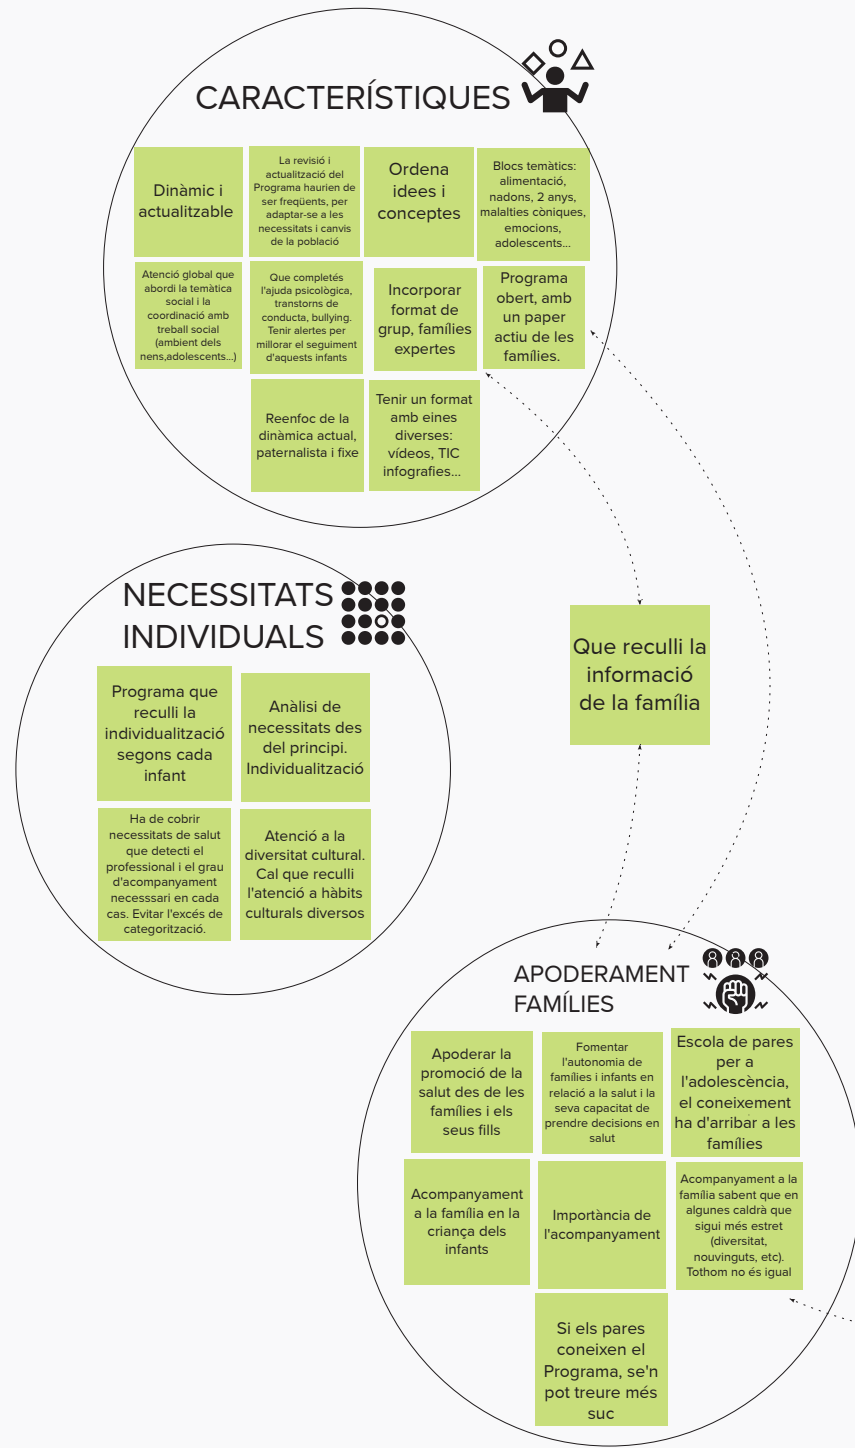 CARACTERÍSTIQUES
Dinàmic i
actualitzable
La revisió i
actualització del
Programa haurien de
ser freqüents, per
adaptar-se a les
necessitats i canvis
de la població
Ordena
idees i
conceptes
Blocs temàtics:
alimentació,
nadons, 2 anys,
malalties còniques,
emocions,
adolescents...
Atenció global que
abordi la temàtica
social i la
coordinació amb
treball social
(ambient dels
nens,adolescents...)
Que completés
l'ajuda psicològica,
transtorns de
conducta, bullying.
Tenir alertes per
millorar el seguiment
d'aquests infants
Incorporar
format de
grup, famílies
expertes
Programa
obert, amb
un paper
actiu de les
famílies.
Reenfoc de la
dinàmica actual,
paternalista i fixe
Tenir un format
amb eines
diverses:
vídeos, TIC
infografies...
NECESSITATS
INDIVIDUALS
Programa que
reculli la
individualització
segons cada
infant
Anàlisi de
necessitats des
del principi.
Individualització
Ha de cobrir
necessitats de salut
que detecti el
professional i el grau
d'acompanyament
necesssari en cada
cas. Evitar l'excés de
categorització.
Atenció a la
diversitat cultural.
Cal que reculli
l'atenció a hàbits
culturals diversos
Que reculli la
informació
de la família
APODERAMENT
FAMÍLIES
Apoderar la
promoció de la
salut des de les
famílies i els
seus fills
Fomentar
l'autonomia de
famílies i infants en
relació a la salut i la
seva capacitat de
prendre decisions en
salut
Escola de pares
per a
l'adolescència,
el coneixement
ha d'arribar a les
famílies
Acompanyament
a la família en la
criança dels
infants
Importància de
l'acompanyament
Acompanyament a la
família sabent que en
algunes caldrà que
sigui més estret
(diversitat,
nouvinguts, etc).
Tothom no és igual
Si els pares
coneixen el
Programa, se'n
pot treure més
suc